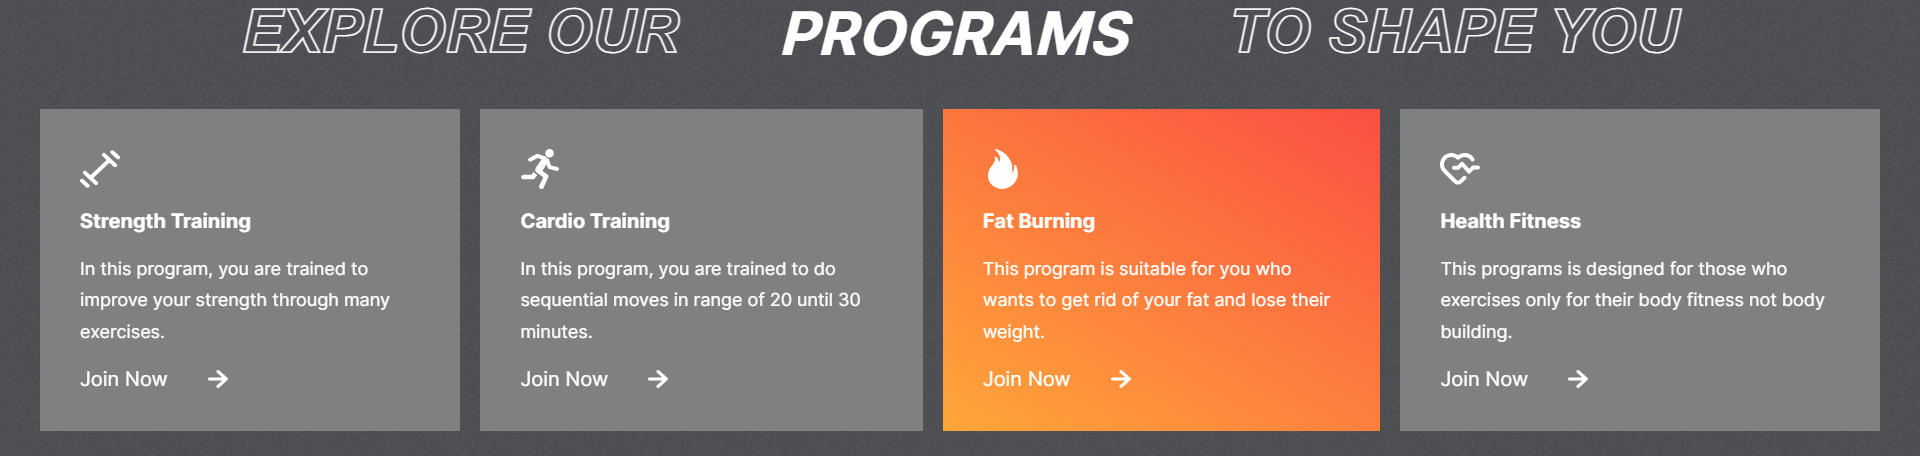 EXPLORE OUR PROGRAMS TO SHAPE YOU
Strength Training
In this program, you are trained to
improve your strength through many
exercises.
Join Now
Cardio Training
In this program, you are trained to do
sequential moves in range of 20 until 30
minutes.
Join Now
Fat Burning
This program is suitable for you who
wants to get rid of your fat and lose their
weight.
Join Now
Health Fitness
This programs is designed for those who
exercises only for their body fitness not body
building.
Join Now